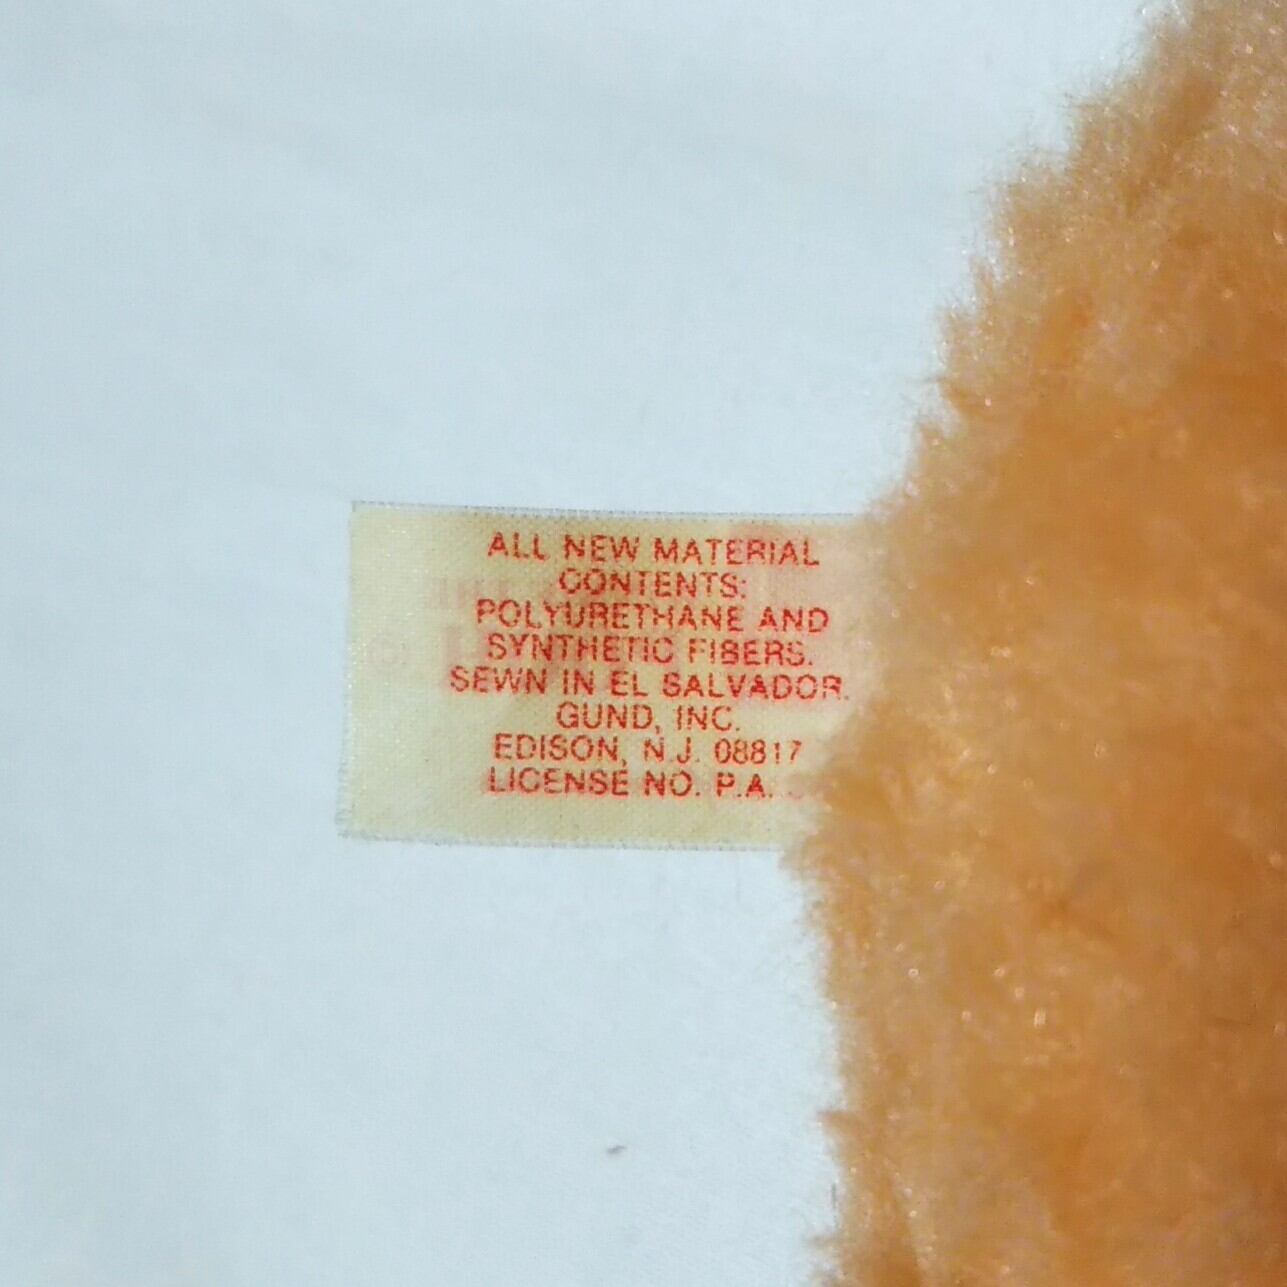 ALL NEW MATERIAL
CONTENTS:
POLYURETHANE AND
SYNTHETIC FIBERS.
SEWN IN EL SALVADOR.
GUND, INC.
EDISON, N.J. 08817
LICENSE NO. P.A.